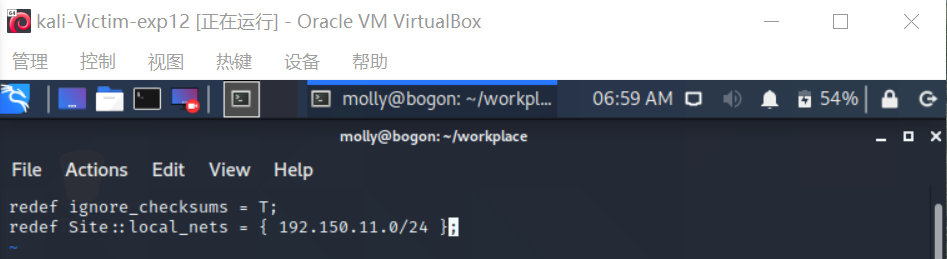 kali-Victim-exp12 [正在运行] - Oracle VM VirtualBox
管理 控制 视图 热键 设备 帮助
molly@bogon: ~/workpl... 06:59 AM 54%
molly@bogon: ~/workplace
File Actions Edit View Help
redef ignore_checksums = T;
redef Site::local_nets = { 192.150.11.0/24 };
~